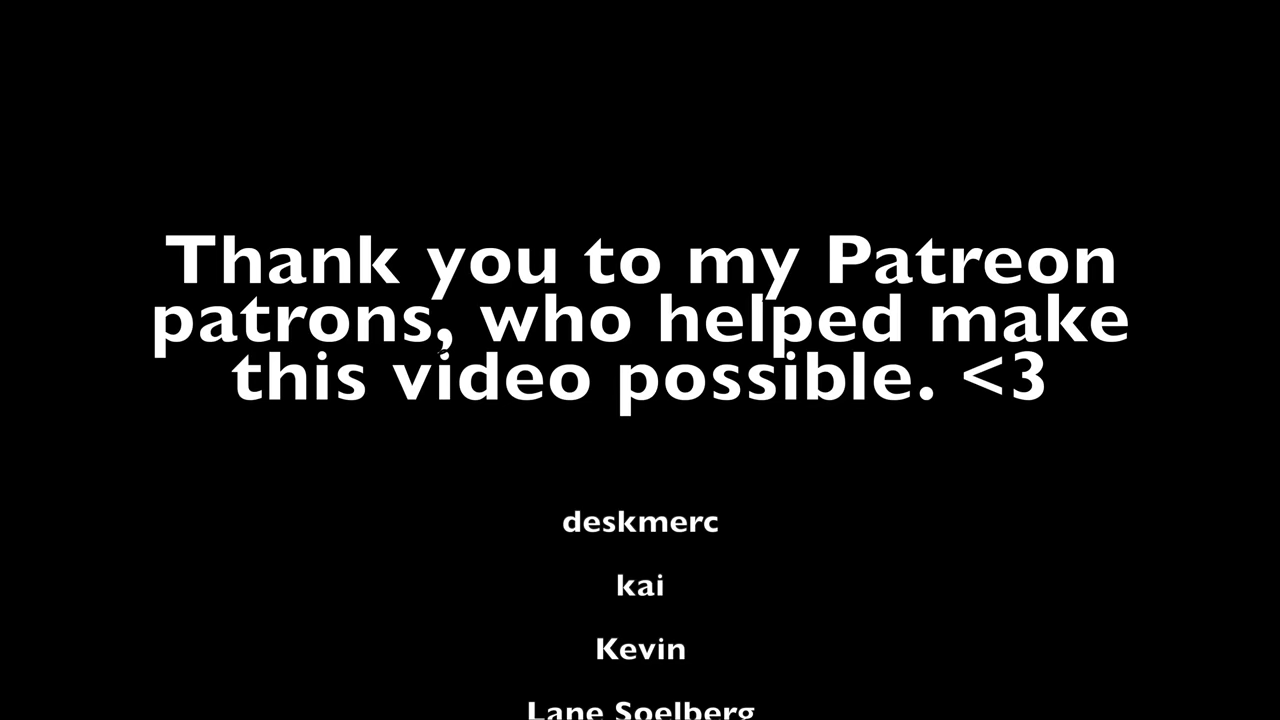 Thank you to my Patreon
patrons, who helped make
this video possible. <3
deskmerc
kai
Kevin
Lane Soelberg